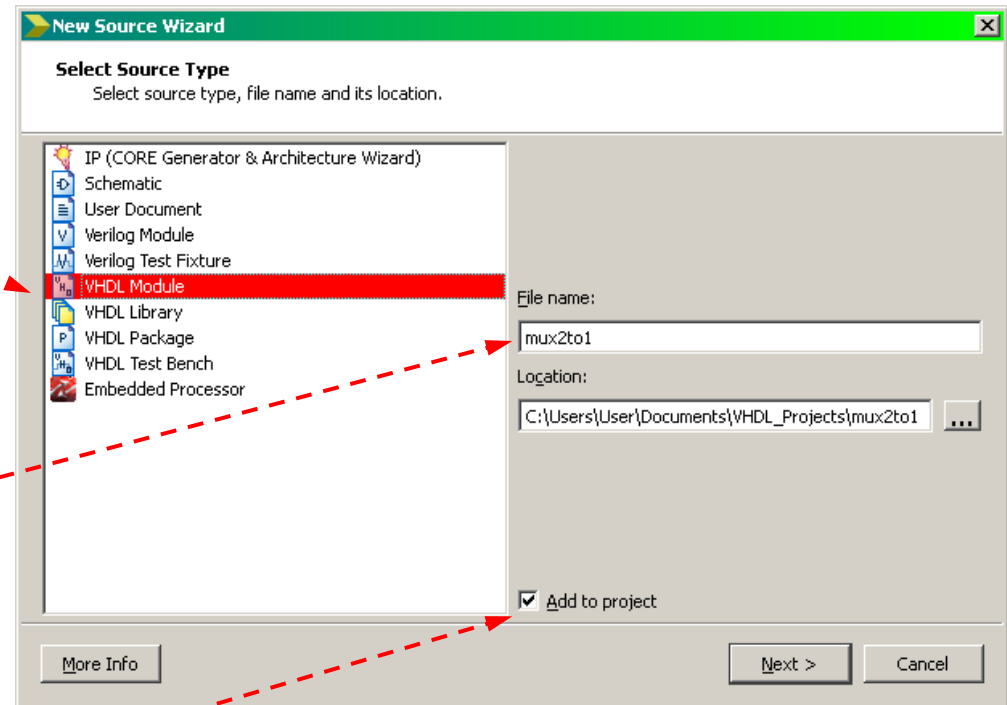 New Source Wizard
Select Source Type
Select source type, file name and its location.
IP (CORE Generator & Architecture Wizard)
Schematic
User Document
Verilog Module
Verilog Test Fixture
VHDL Module
VHDL Library
VHDL Package
VHDL Test Bench
Embedded Processor
File name:
mux2to1
Location:
C:\Users\User\Documents\VHDL_Projects\mux2to1
...
Add to project
More Info
Next >
Cancel